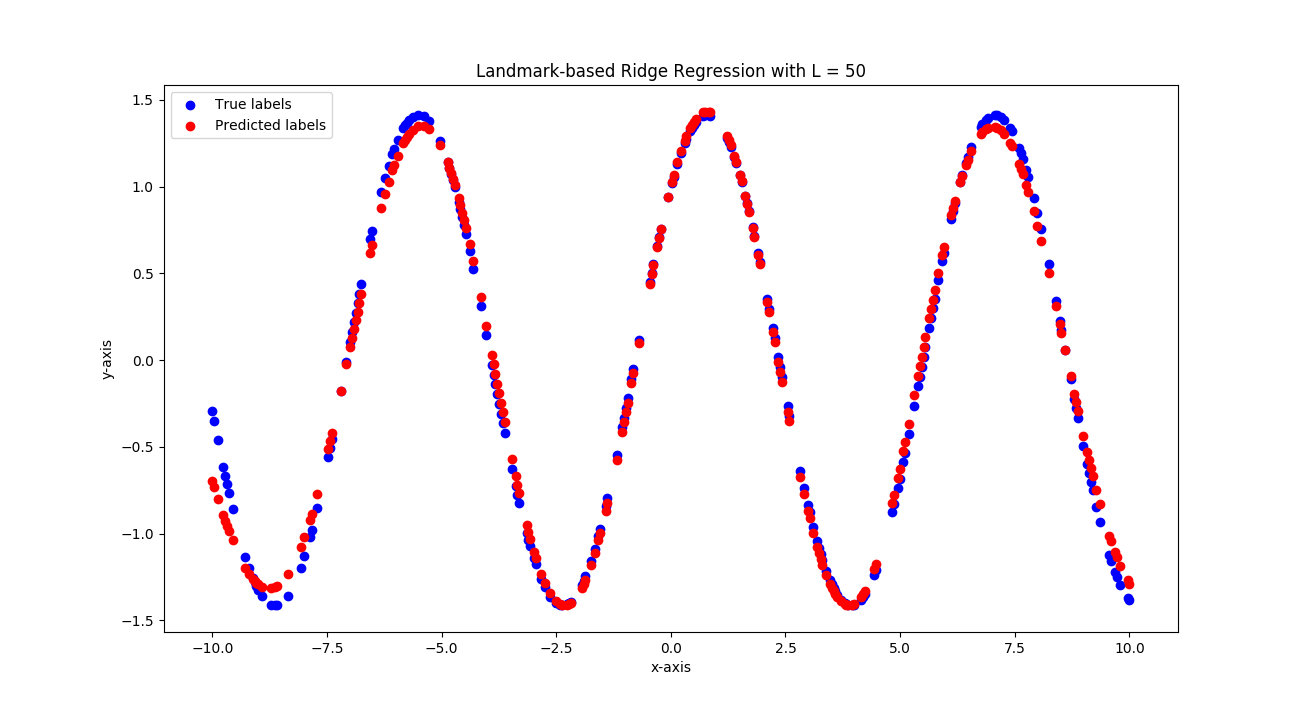 Landmark-based Ridge Regression with L = 50
True labels
Predicted labels
1.5
1.0
0.5
0.0
−0.5
−1.0
−1.5
y-axis
−10.0 −7.5 −5.0 −2.5 0.0 2.5 5.0 7.5 10.0
x-axis